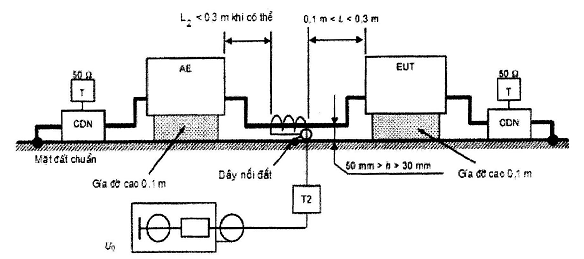 L₂ < 0.3 m khi có thể
0,1 m < L < 0,3 m
AE
EUT
50 Ω
T
CDN
50 Ω
T
CDN
Mặt đất chuẩn
Gía đỡ cao 0.1 m
Dây nối đất
50 mm > h > 30 mm
Gía đỡ cao 0,1 m
T2
U₀